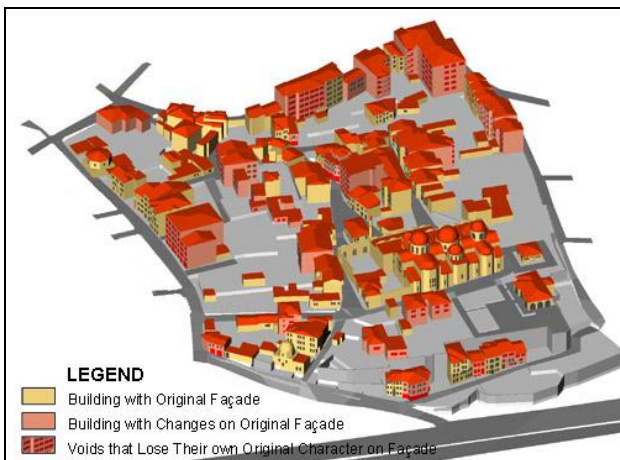 LEGEND
Building with Original Façade
Building with Changes on Original Façade
Voids that Lose Their own Original Character on Façade